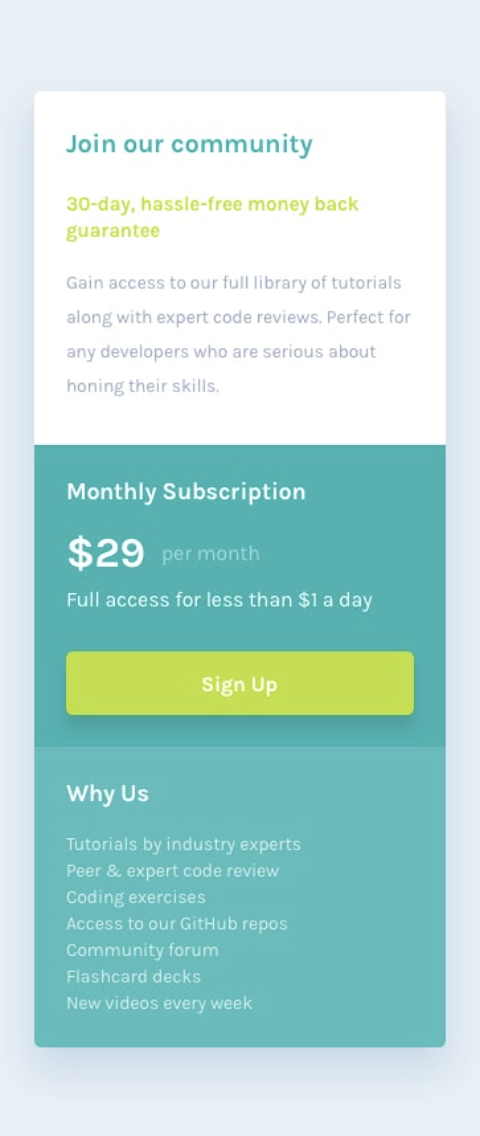 Join our community
30-day, hassle-free money back
guarantee
Gain access to our full library of tutorials
along with expert code reviews. Perfect for
any developers who are serious about
honing their skills.
Monthly Subscription
$29 per month
Full access for less than $1 a day
Sign Up
Why Us
Tutorials by industry experts
Peer & expert code review
Coding exercises
Access to our GitHub repos
Community forum
Flashcard decks
New videos every week